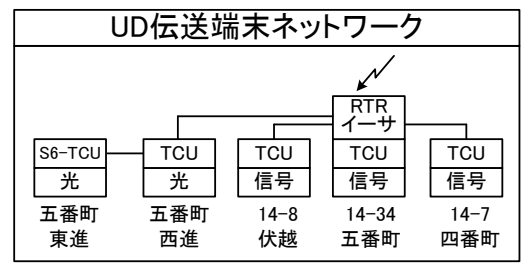 UD伝送端末ネットワーク
RTR
イーサ
S6-TCU
TCU
TCU
TCU
TCU
光
光
信号
信号
信号
五番町
五番町
14-8
14-34
14-7
東進
西進
伏越
五番町
四番町